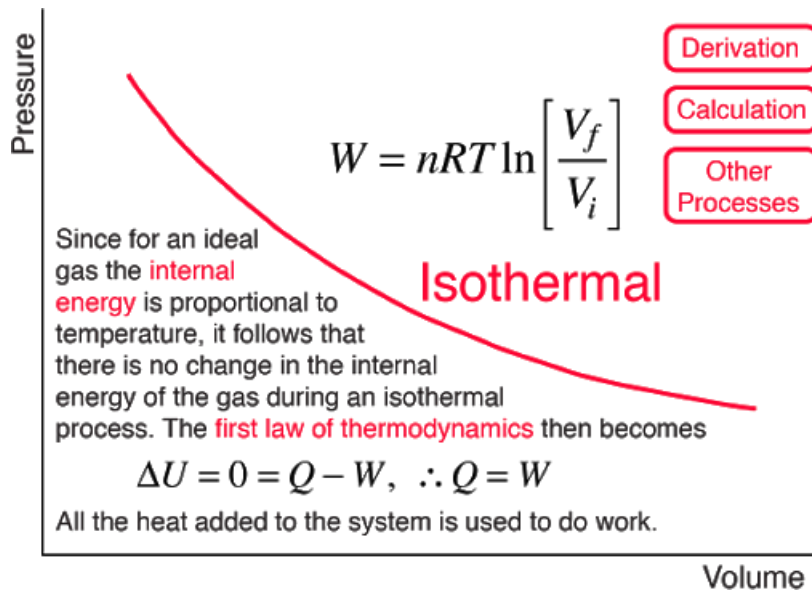 Pressure
Derivation
Calculation
Other
Processes
W = nRT ln[V_f/V_i]
Isothermal
Since for an ideal
gas the internal
energy is proportional to
temperature, it follows that
there is no change in the internal
energy of the gas during an isothermal
process. The first law of thermodynamics then becomes
ΔU = 0 = Q − W, ∴ Q = W
All the heat added to the system is used to do work.
Volume